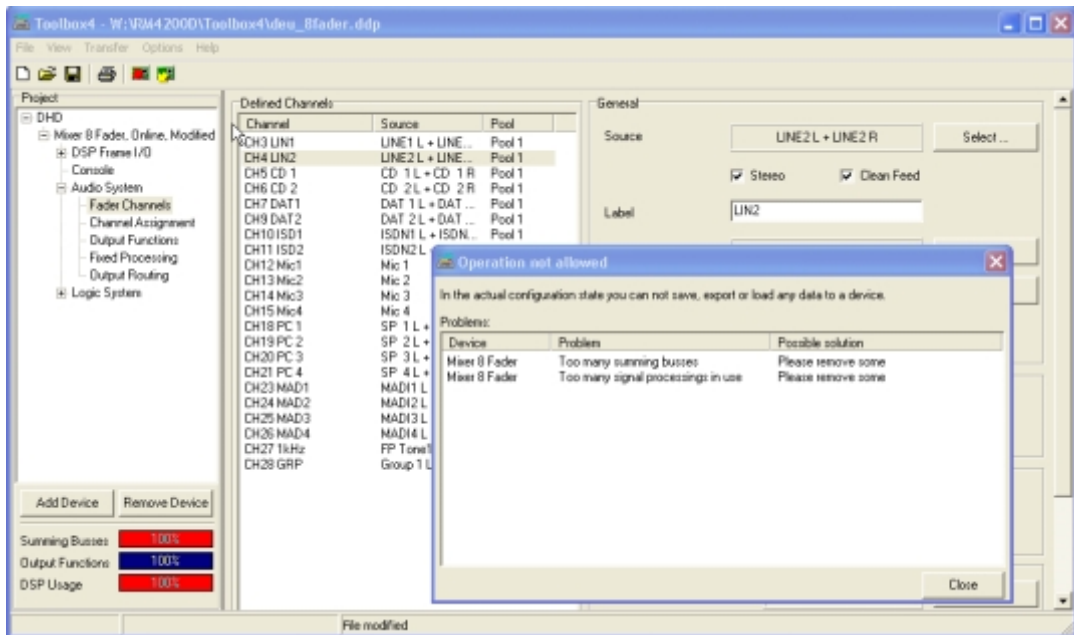 Toolbox4 - W:\RM4200D\Toolbox4\deu_8fader.ddp
File View Transfer Options Help
Project
DHD
Mixer 8 Fader, Online, Modified
DSP Frame I/O
Console
Audio System
Fader Channels
Channel Assignment
Output Functions
Fixed Processing
Output Routing
Logic System
Add Device Remove Device
Summing Busses 100%
Output Functions 100%
DSP Usage 100%
Defined Channels
Channel Source Pool
CH3 LIN1 LINE1 L + LINE... Pool 1
CH4 LIN2 LINE2 L + LINE... Pool 1
CH5 CD 1 CD 1 L + CD 1 R Pool 1
CH6 CD 2 CD 2 L + CD 2 R Pool 1
CH7 DAT1 DAT 1 L + DAT ... Pool 1
CH9 DAT2 DAT 2 L + DAT ... Pool 1
CH10 ISD1 ISDN1 L + ISDN... Pool 1
CH11 ISD2 ISDN2 L
CH12 Mic1 Mic 1
CH13 Mic2 Mic 2
CH14 Mic3 Mic 3
CH15 Mic4 Mic 4
CH18 PC 1 SP 1 L +
CH19 PC 2 SP 2 L +
CH20 PC 3 SP 3 L +
CH21 PC 4 SP 4 L +
CH23 MAD1 MADI1 L
CH24 MAD2 MADI2 L
CH25 MAD3 MADI3 L
CH26 MAD4 MADI4 L
CH27 1kHz FP Tone1
CH28 GRP Group 1 L
General
Source LINE2 L + LINE2 R Select ...
Stereo Clean Feed
Label LIN2
Operation not allowed
In the actual configuration state you can not save, export or load any data to a device.
Problems:
Device Problem Possible solution
Mixer 8 Fader Too many summing busses Please remove some
Mixer 8 Fader Too many signal processings in use Please remove some
Close
File modified